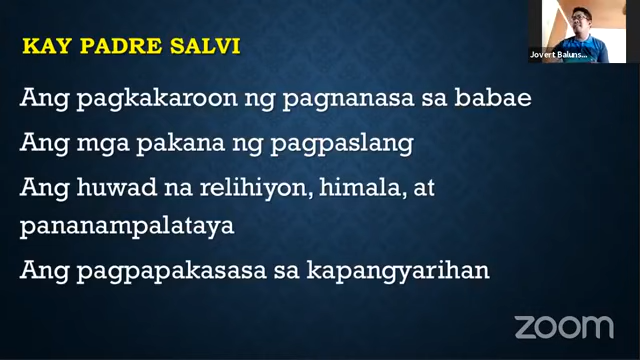 KAY PADRE SALVI
Jovert Baluns...
Ang pagkakaroon ng pagnanasa sa babae
Ang mga pakana ng pagpaslang
Ang huwad na relihiyon, himala, at
pananampalataya
Ang pagpapakasasa sa kapangyarihan
zoom